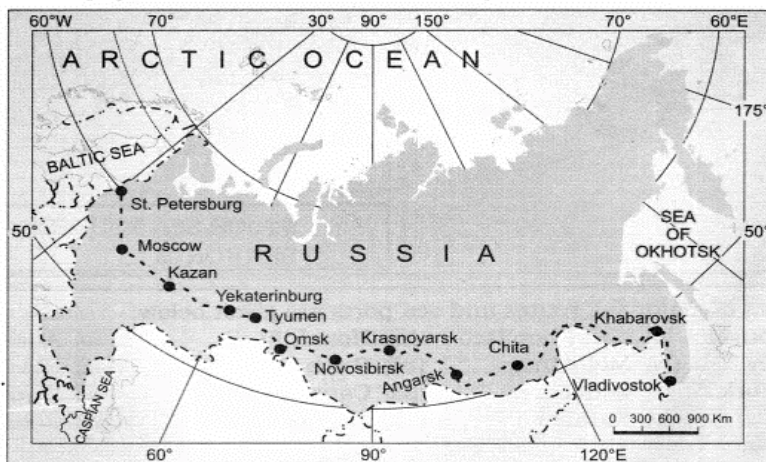 60°W 70° 30° 90° 150° 70° 60°E
ARCTIC OCEAN
175°
BALTIC SEA
St. Petersburg
SEA
OF
OKHOTSK
50° 50°
Moscow
RUSSIA
Kazan
Yekaterinburg
Tyumen
Khabarovsk
Omsk
Krasnoyarsk
Chita
Novosibirsk
Angarsk
Vladivostok
CASPIAN SEA
0 300 600 900 Km
60° 90° 120°E